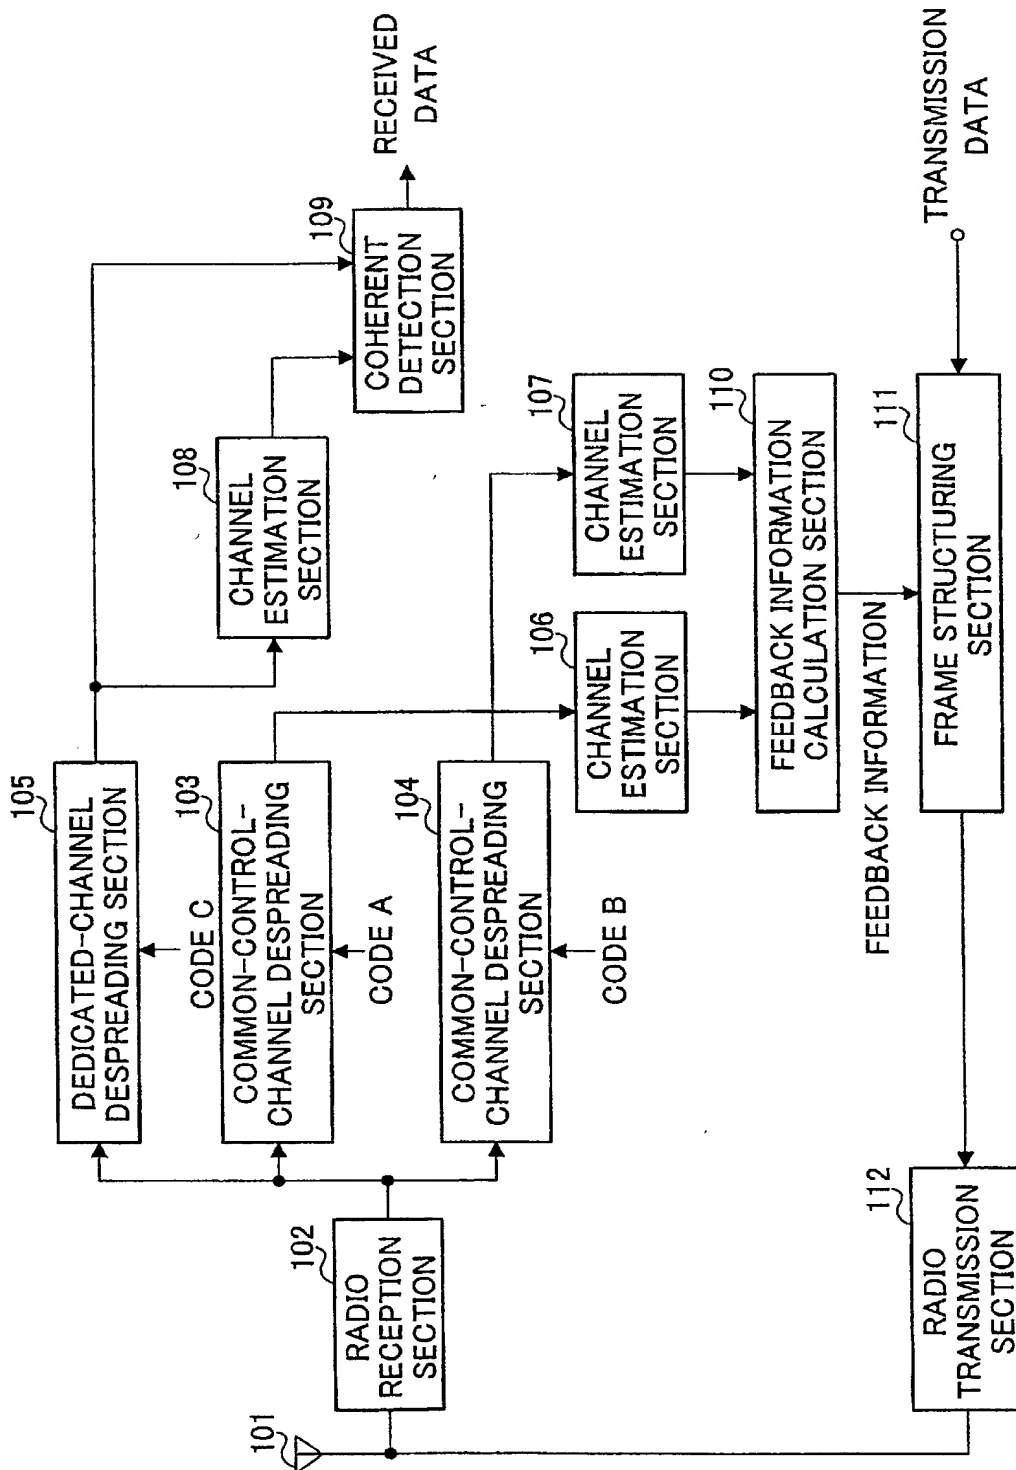 101
102
RADIO
RECEPTION
SECTION
105
DEDICATED-CHANNEL
DESPREADING SECTION
CODE C
103
COMMON-CONTROL-
CHANNEL DESPREADING
SECTION
CODE A
104
COMMON-CONTROL-
CHANNEL DESPREADING
SECTION
CODE B
108
CHANNEL
ESTIMATION
SECTION
109
COHERENT
DETECTION
SECTION
RECEIVED
DATA
106
CHANNEL
ESTIMATION
SECTION
107
CHANNEL
ESTIMATION
SECTION
110
FEEDBACK INFORMATION
CALCULATION SECTION
FEEDBACK INFORMATION
111
FRAME STRUCTURING
SECTION
TRANSMISSION
DATA
112
RADIO
TRANSMISSION
SECTION